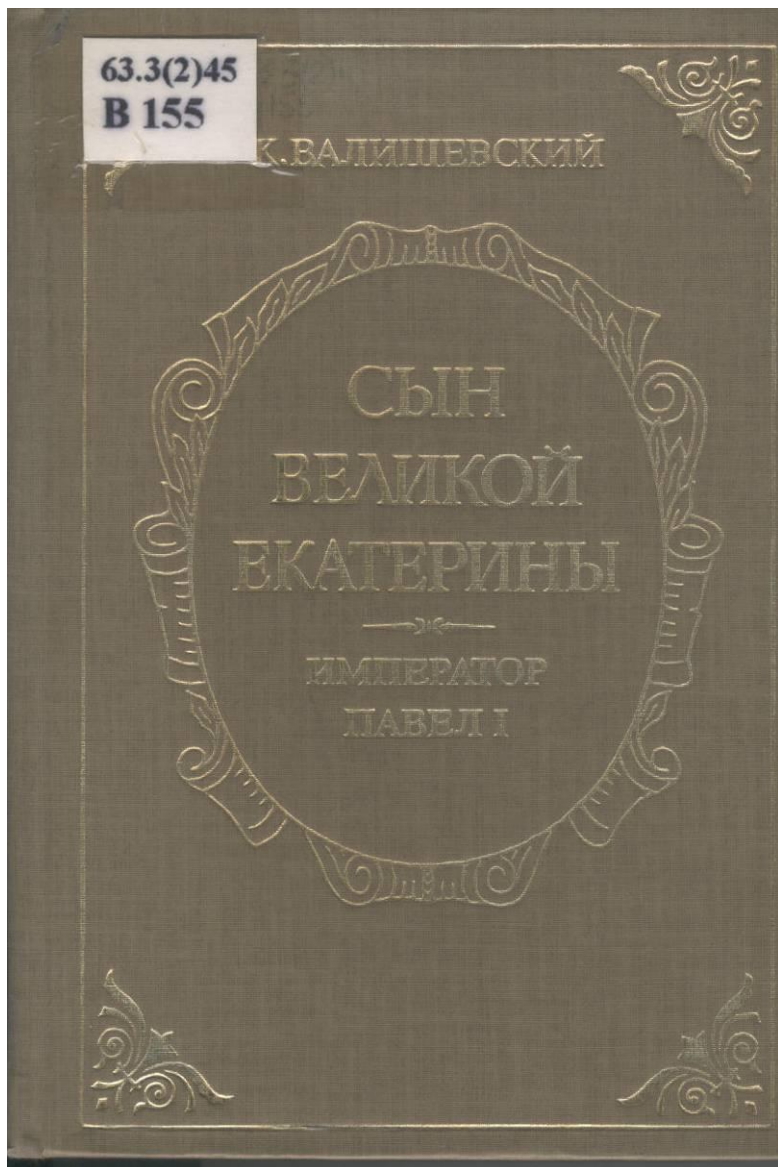 63.3(2)45
В 155
К.ВАЛИШЕВСКИЙ
СЫН
ВЕЛИКОЙ
ЕКАТЕРИНЫ
ИМПЕРАТОР
ПАВЕЛ I